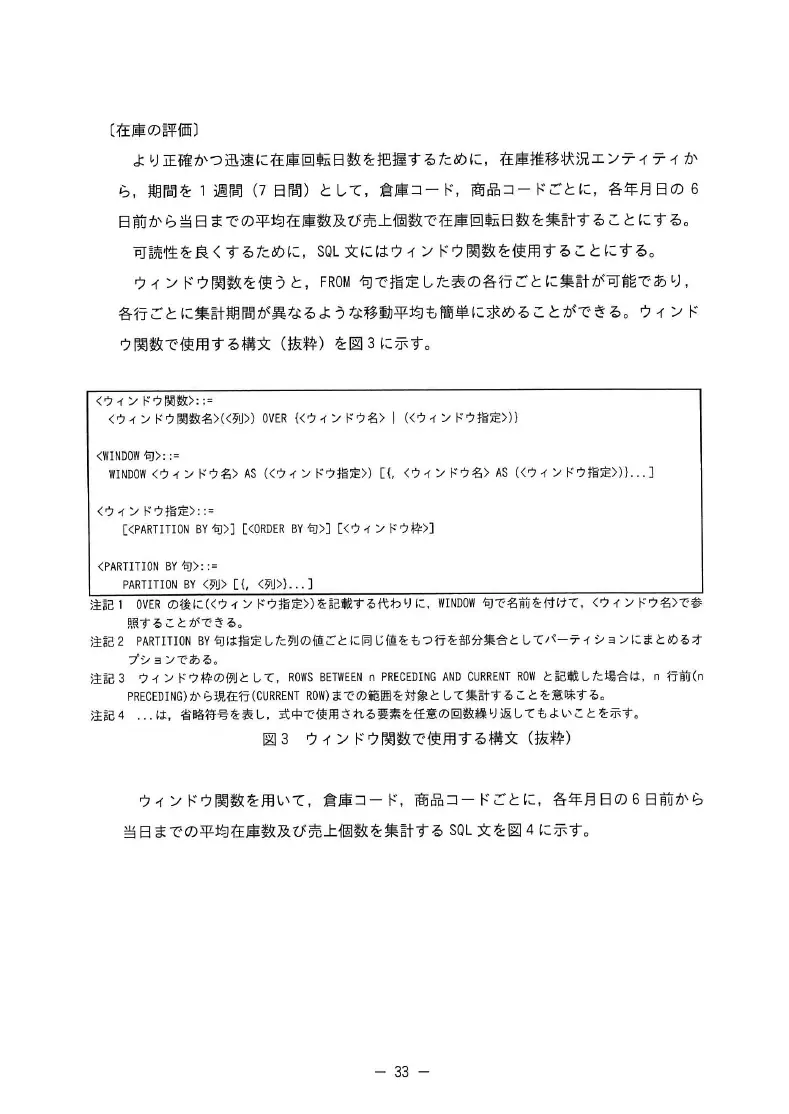 〔在庫の評価〕
より正確かつ迅速に在庫回転日数を把握するために，在庫推移状況エンティティか
ら，期間を 1 週間（7 日間）として，倉庫コード，商品コードごとに，各年月日の 6
日前から当日までの平均在庫数及び売上個数で在庫回転日数を集計することにする。
可読性を良くするために，SQL 文にはウィンドウ関数を使用することにする。
ウィンドウ関数を使うと，FROM 句で指定した表の各行ごとに集計が可能であり，
各行ごとに集計期間が異なるような移動平均も簡単に求めることができる。ウィンド
ウ関数で使用する構文（抜粋）を図 3 に示す。
<ウィンドウ関数>::=
<ウィンドウ関数名>(<列>) OVER {<ウィンドウ名> | (<ウィンドウ指定>)}
<WINDOW 句>::=
WINDOW <ウィンドウ名> AS (<ウィンドウ指定>) [{, <ウィンドウ名> AS (<ウィンドウ指定>)}...]
<ウィンドウ指定>::=
[<PARTITION BY 句>] [<ORDER BY 句>] [<ウィンドウ枠>]
<PARTITION BY 句>::=
PARTITION BY <列> [{, <列>}...]
注記 1 OVER の後に(<ウィンドウ指定>)を記載する代わりに，WINDOW 句で名前を付けて，<ウィンドウ名>で参
照することができる。
注記 2 PARTITION BY 句は指定した列の値ごとに同じ値をもつ行を部分集合としてパーティションにまとめるオ
プションである。
注記 3 ウィンドウ枠の例として，ROWS BETWEEN n PRECEDING AND CURRENT ROW と記載した場合は，n 行前(n
PRECEDING)から現在行(CURRENT ROW)までの範囲を対象として集計することを意味する。
注記 4 ...は，省略符号を表し，式中で使用される要素を任意の回数繰り返してもよいことを示す。
図 3 ウィンドウ関数で使用する構文（抜粋）
ウィンドウ関数を用いて，倉庫コード，商品コードごとに，各年月日の 6 日前から
当日までの平均在庫数及び売上個数を集計する SQL 文を図 4 に示す。
— 33 —